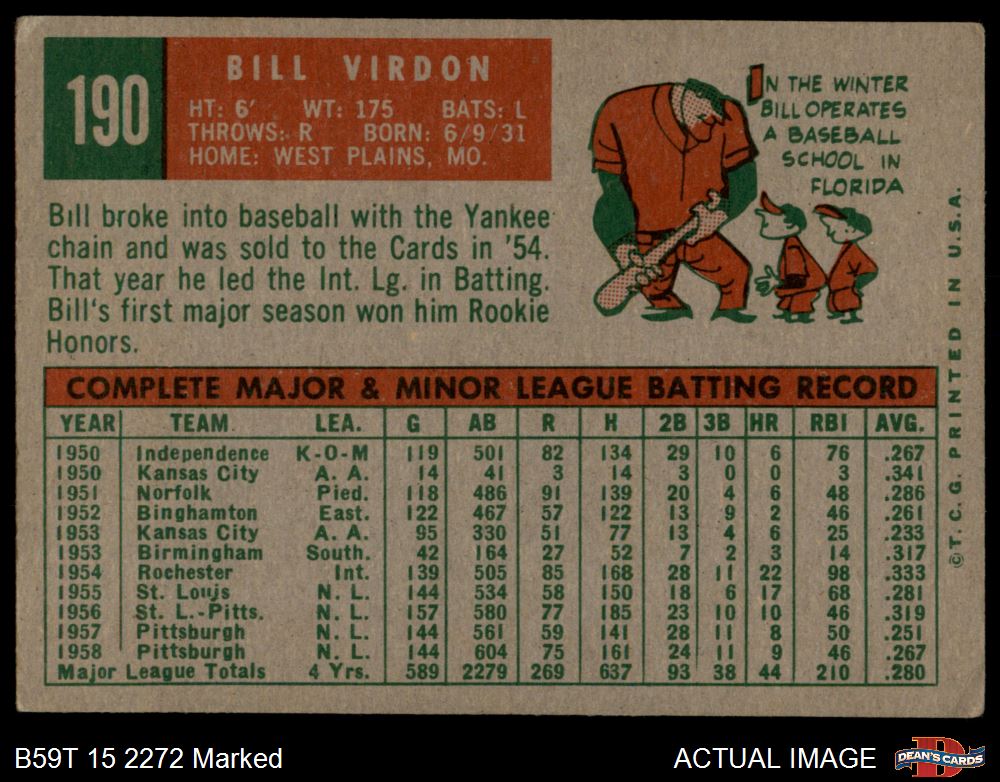 190
BILL VIRDON
HT: 6' WT: 175 BATS: L
THROWS: R BORN: 6/9/31
HOME: WEST PLAINS, MO.
IN THE WINTER
BILL OPERATES
A BASEBALL
SCHOOL IN
FLORIDA
Bill broke into baseball with the Yankee
chain and was sold to the Cards in '54.
That year he led the Int. Lg. in Batting.
Bill's first major season won him Rookie
Honors.
COMPLETE MAJOR & MINOR LEAGUE BATTING RECORD
YEAR TEAM LEA. G AB R H 2B 3B HR RBI AVG.
1950 Independence K-O-M 119 501 82 134 29 10 6 76 .267
1950 Kansas City A. A. 14 41 3 14 3 0 0 3 .341
1951 Norfolk Pied. 118 486 91 139 20 4 6 48 .286
1952 Binghamton East. 122 467 57 122 13 9 2 46 .261
1953 Kansas City A. A. 95 330 51 77 13 4 6 25 .233
1953 Birmingham South. 42 164 27 52 7 2 3 14 .317
1954 Rochester Int. 139 505 85 168 28 11 22 98 .333
1955 St. Louis N. L. 144 534 58 150 18 6 17 68 .281
1956 St. L.-Pitts. N. L. 157 580 77 185 23 10 10 46 .319
1957 Pittsburgh N. L. 144 561 59 141 28 11 8 50 .251
1958 Pittsburgh N. L. 144 604 75 161 24 11 9 46 .267
Major League Totals 4 Yrs. 589 2279 269 637 93 38 44 210 .280
© T. C. G. PRINTED IN U.S.A.
B59T 15 2272 Marked
ACTUAL IMAGE
D
DEAN'S CARDS